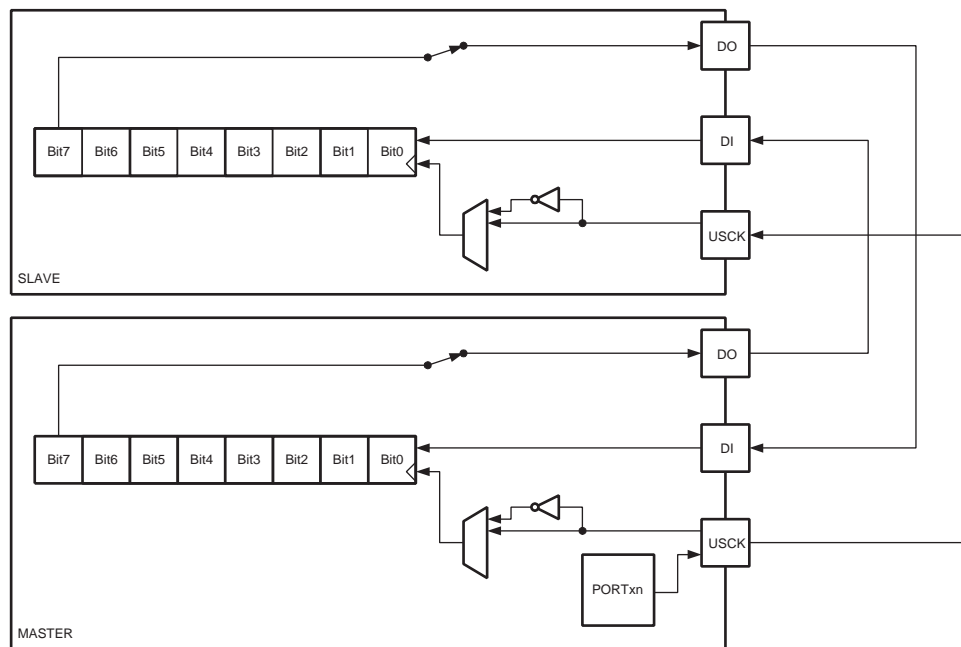 DO
DI
Bit7 Bit6 Bit5 Bit4 Bit3 Bit2 Bit1 Bit0
USCK
SLAVE
DO
DI
Bit7 Bit6 Bit5 Bit4 Bit3 Bit2 Bit1 Bit0
USCK
PORTxn
MASTER